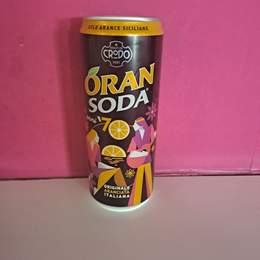 SOLO ARANCE SICILIANE
CRODO
ORAN
SODA
70
ORIGINALE
ARANCIATA
ITALIANA